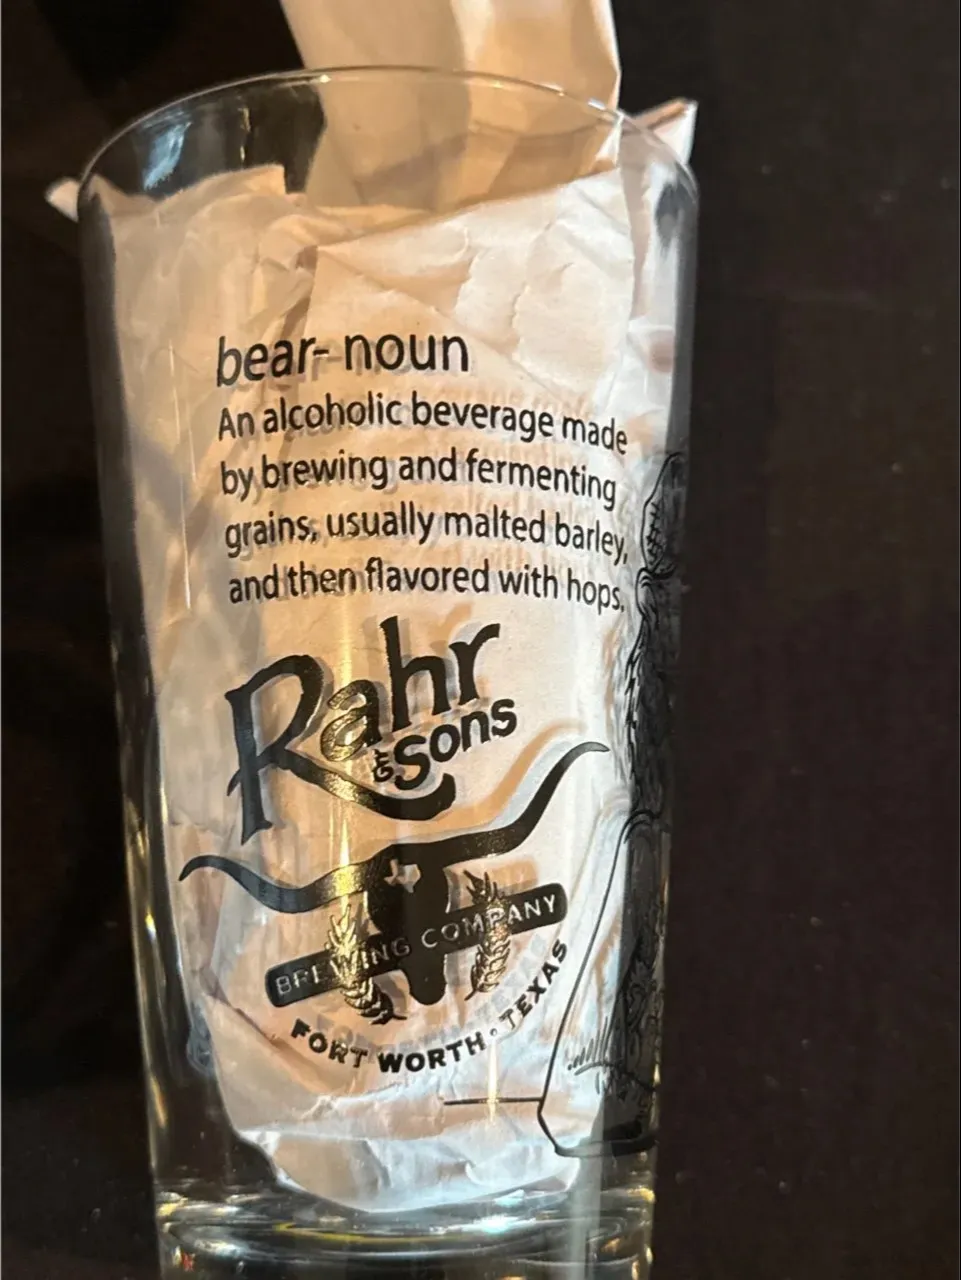 bear- noun
An alcoholic beverage made
by brewing and fermenting
grains, usually malted barley,
and then flavored with hops.
Rahr
& Sons
BREWING COMPANY
FORT WORTH • TEXAS